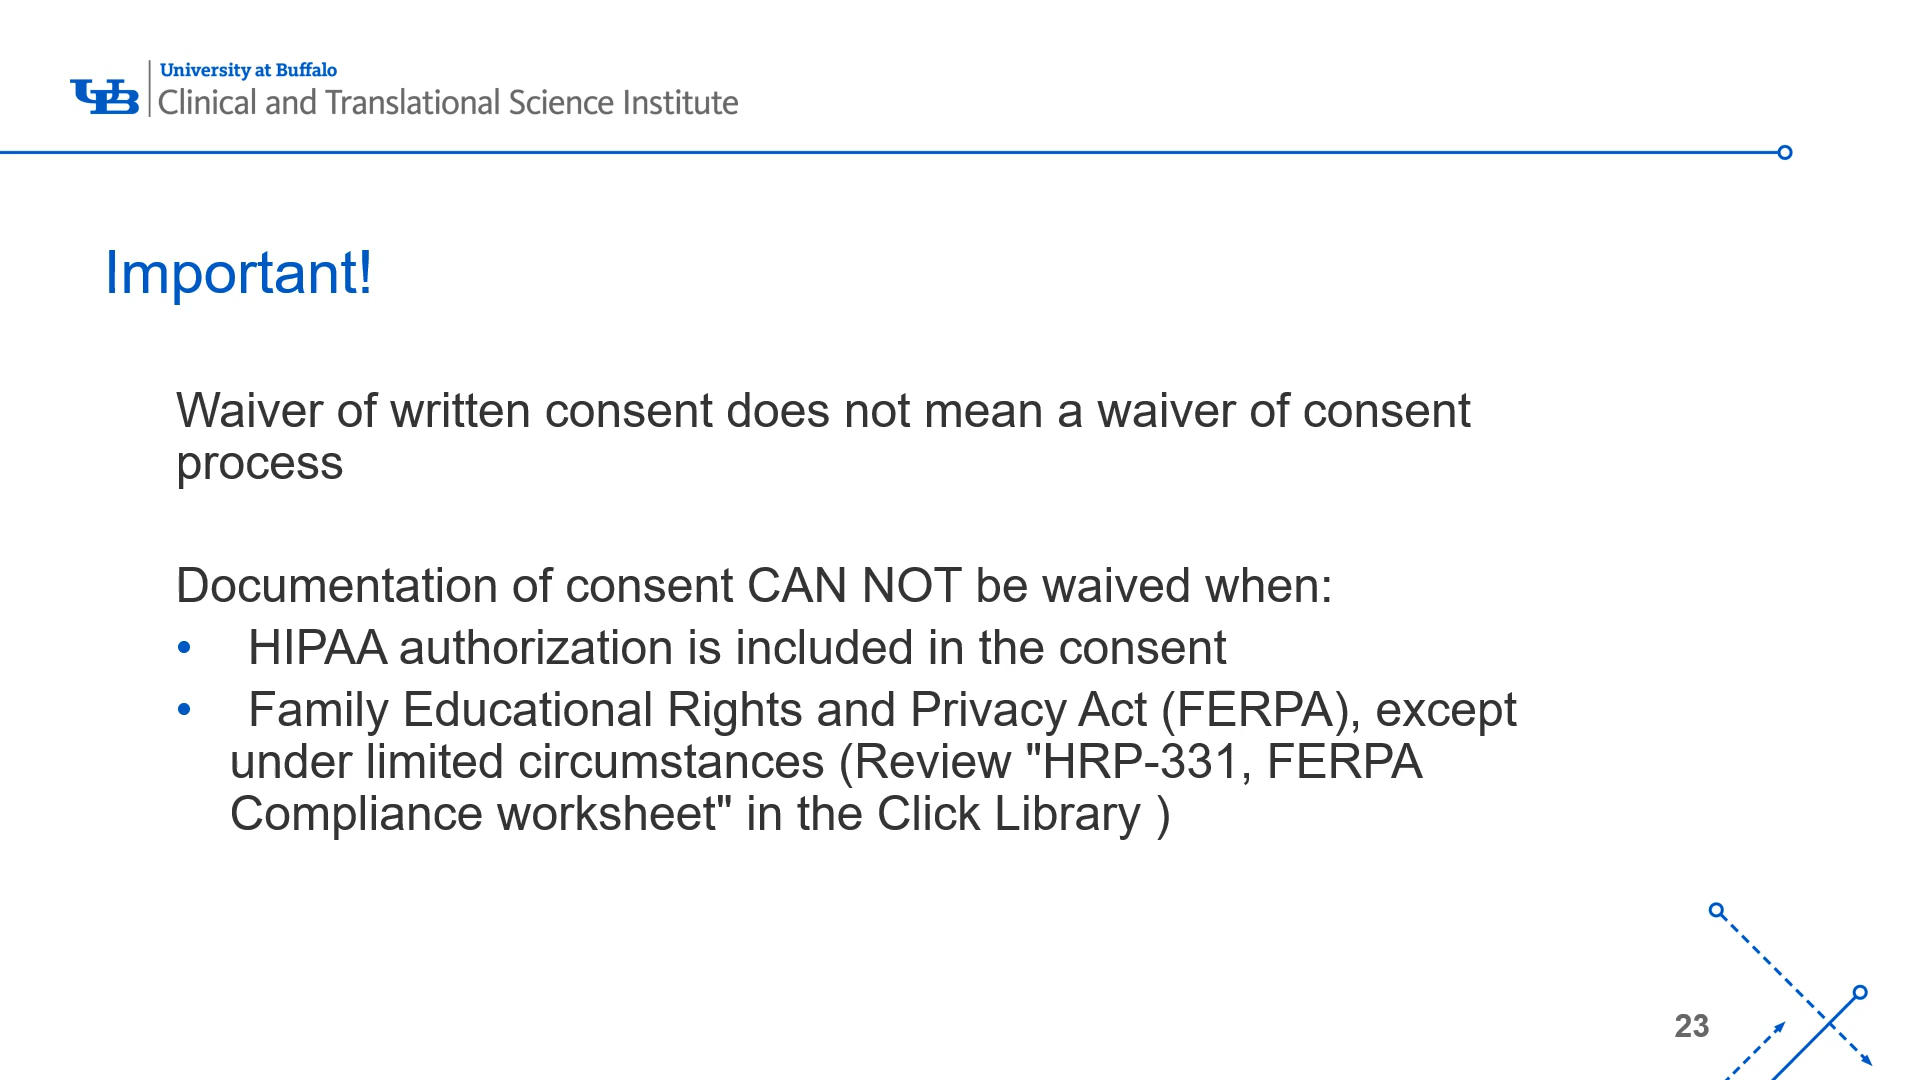 UB
University at Buffalo
Clinical and Translational Science Institute
Important!
Waiver of written consent does not mean a waiver of consent
process
Documentation of consent CAN NOT be waived when:
• HIPAA authorization is included in the consent
• Family Educational Rights and Privacy Act (FERPA), except
under limited circumstances (Review "HRP-331, FERPA
Compliance worksheet" in the Click Library )
23